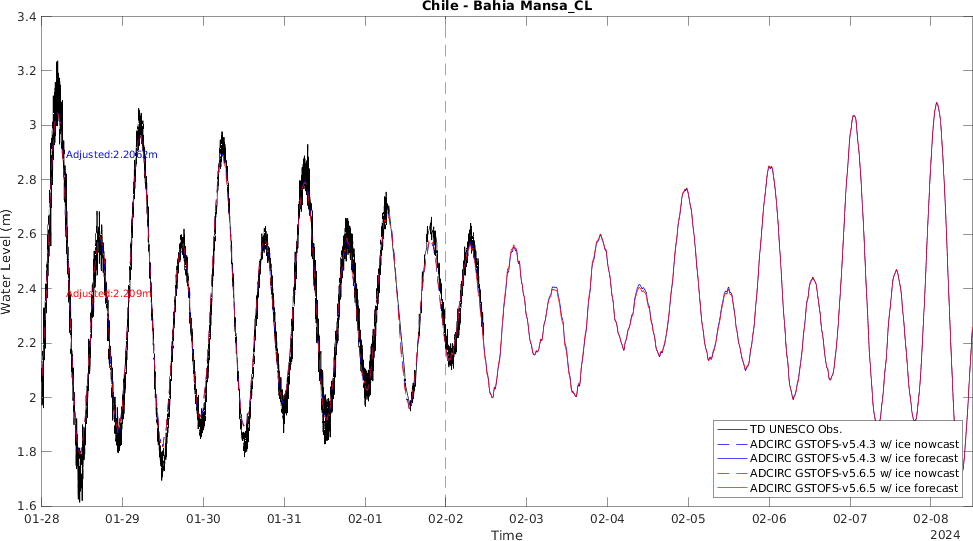 Chile - Bahia Mansa_CL
3.4
3.2
3
2.8
2.6
2.4
2.2
2
1.8
1.6
Water Level (m)
Adjusted:2.2062m
Adjusted:2.209m
TD UNESCO Obs.
ADCIRC GSTOFS-v5.4.3 w/ ice nowcast
ADCIRC GSTOFS-v5.4.3 w/ ice forecast
ADCIRC GSTOFS-v5.6.5 w/ ice nowcast
ADCIRC GSTOFS-v5.6.5 w/ ice forecast
01-28 01-29 01-30 01-31 02-01 02-02 02-03 02-04 02-05 02-06 02-07 02-08
Time
2024